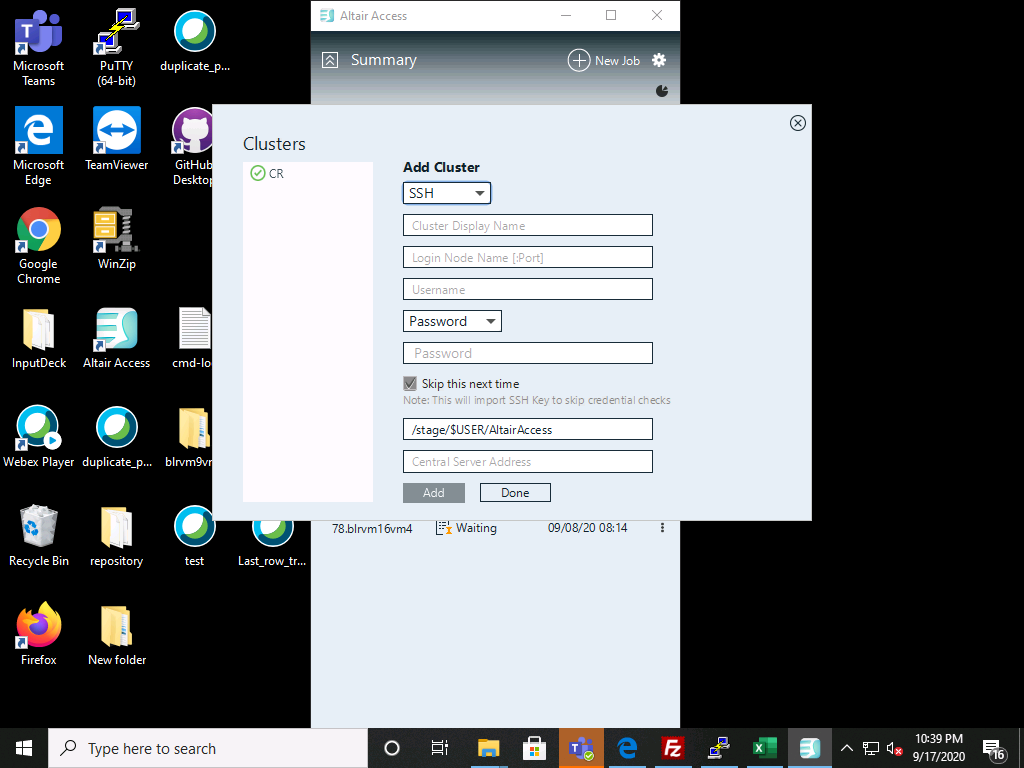 Microsoft
Teams
PuTTY
(64-bit)
duplicate_p...
Microsoft
Edge
TeamViewer
GitHub
Desktop
Google
Chrome
WinZip
InputDeck
Altair Access
cmd-lo
Webex Player
duplicate_p...
blrvm9vm
Recycle Bin
repository
test
Last_row_tr...
Firefox
New folder
Altair Access
Summary
New Job
Clusters
CR
Add Cluster
SSH
Cluster Display Name
Login Node Name [:Port]
Username
Password
Password
Skip this next time
Note: This will import SSH Key to skip credential checks
/stage/$USER/AltairAccess
Central Server Address
Add
Done
78.blrvm16vm4
Waiting
09/08/20 08:14
Type here to search
10:39 PM
9/17/2020
16